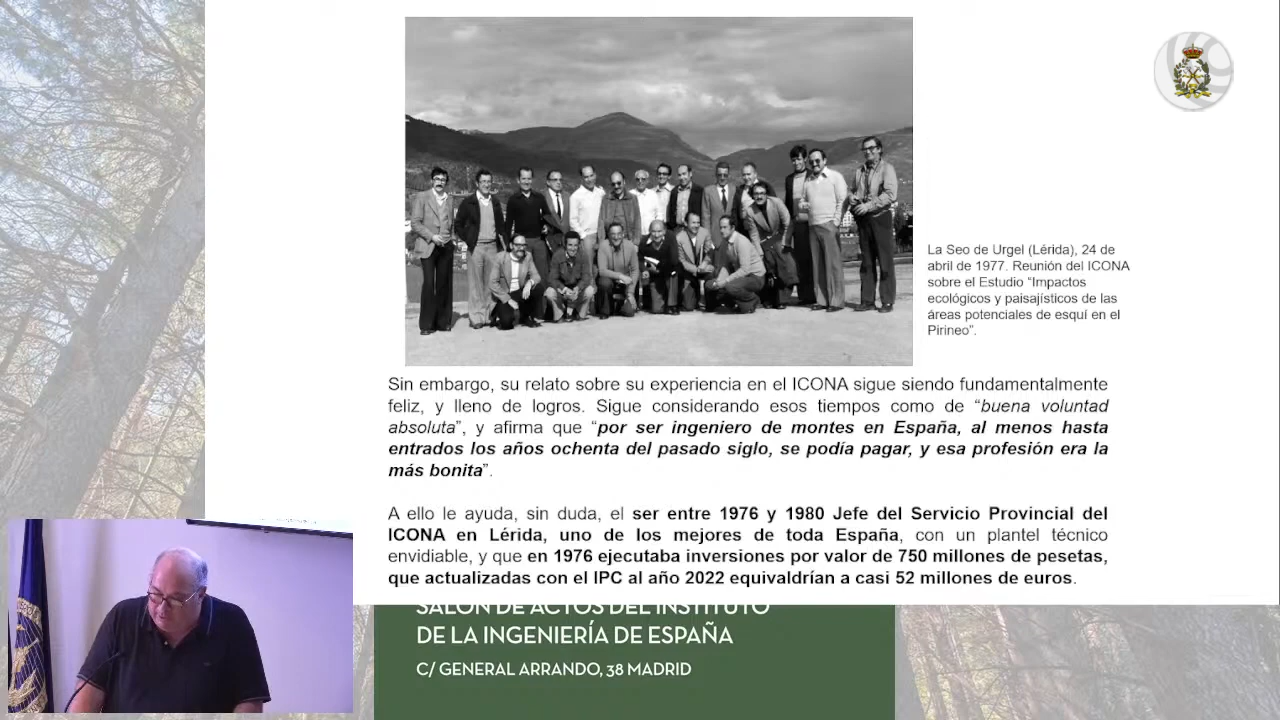 La Seo de Urgel (Lérida), 24 de
abril de 1977. Reunión del ICONA
sobre el Estudio “Impactos
ecológicos y paisajísticos de las
áreas potenciales de esquí en el
Pirineo”.
Sin embargo, su relato sobre su experiencia en el ICONA sigue siendo fundamentalmente
feliz, y lleno de logros. Sigue considerando esos tiempos como de “buena voluntad
absoluta”, y afirma que “por ser ingeniero de montes en España, al menos hasta
entrados los años ochenta del pasado siglo, se podía pagar, y esa profesión era la
más bonita”.
A ello le ayuda, sin duda, el ser entre 1976 y 1980 Jefe del Servicio Provincial del
ICONA en Lérida, uno de los mejores de toda España, con un plantel técnico
envidiable, y que en 1976 ejecutaba inversiones por valor de 750 millones de pesetas,
que actualizadas con el IPC al año 2022 equivaldrían a casi 52 millones de euros.
SALÓN DE ACTOS DEL INSTITUTO
DE LA INGENIERÍA DE ESPAÑA
C/ GENERAL ARRANDO, 38 MADRID